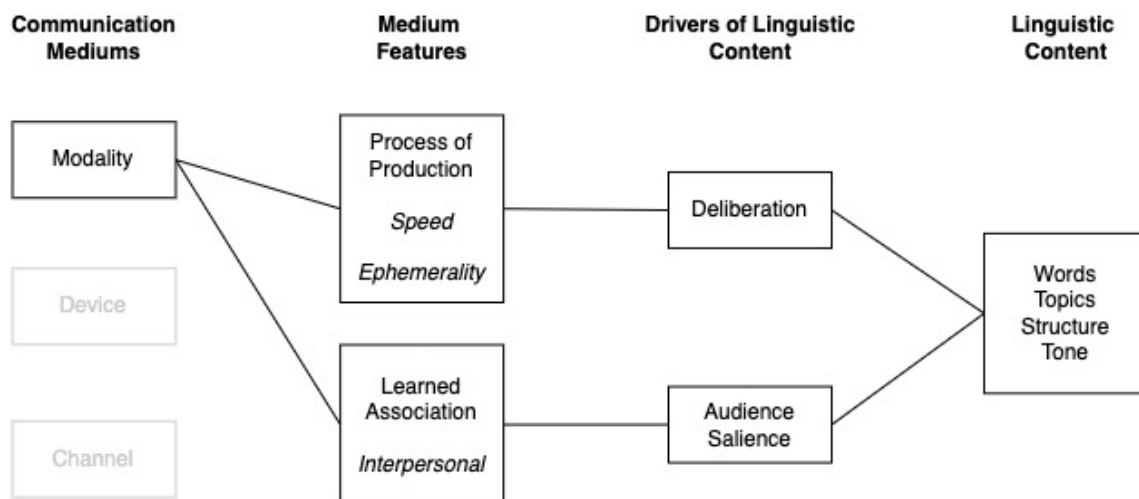 Communication
Mediums
Medium
Features
Drivers of Linguistic
Content
Linguistic
Content
Modality
Device
Channel
Process of
Production
Speed
Ephemerality
Learned
Association
Interpersonal
Deliberation
Audience
Salience
Words
Topics
Structure
Tone